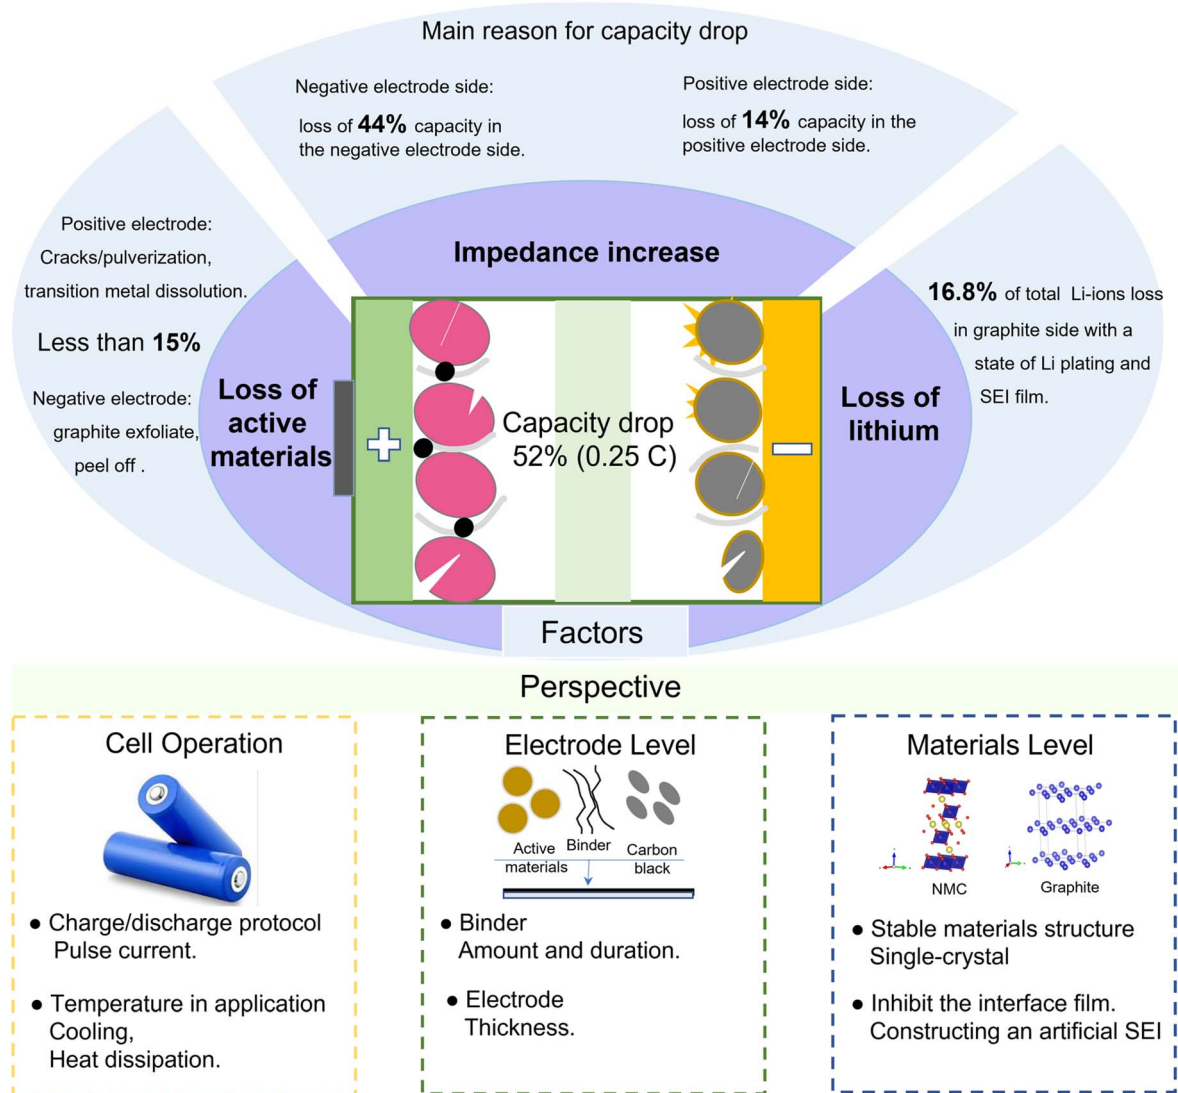 Main reason for capacity drop
Negative electrode side:
loss of 44% capacity in
the negative electrode side.
Positive electrode side:
loss of 14% capacity in the
positive electrode side.
Impedance increase
Positive electrode:
Cracks/pulverization,
transition metal dissolution.
Less than 15%
Negative electrode:
graphite exfoliate,
peel off .
Loss of
active
materials
Capacity drop
52% (0.25 C)
Loss of
lithium
16.8% of total Li-ions loss
in graphite side with a
state of Li plating and
SEI film.
Factors
Perspective
Cell Operation
● Charge/discharge protocol
Pulse current.
● Temperature in application
Cooling,
Heat dissipation.
Electrode Level
Active
materials
Binder
Carbon
black
● Binder
Amount and duration.
● Electrode
Thickness.
Materials Level
NMC
Graphite
● Stable materials structure
Single-crystal
● Inhibit the interface film.
Constructing an artificial SEI